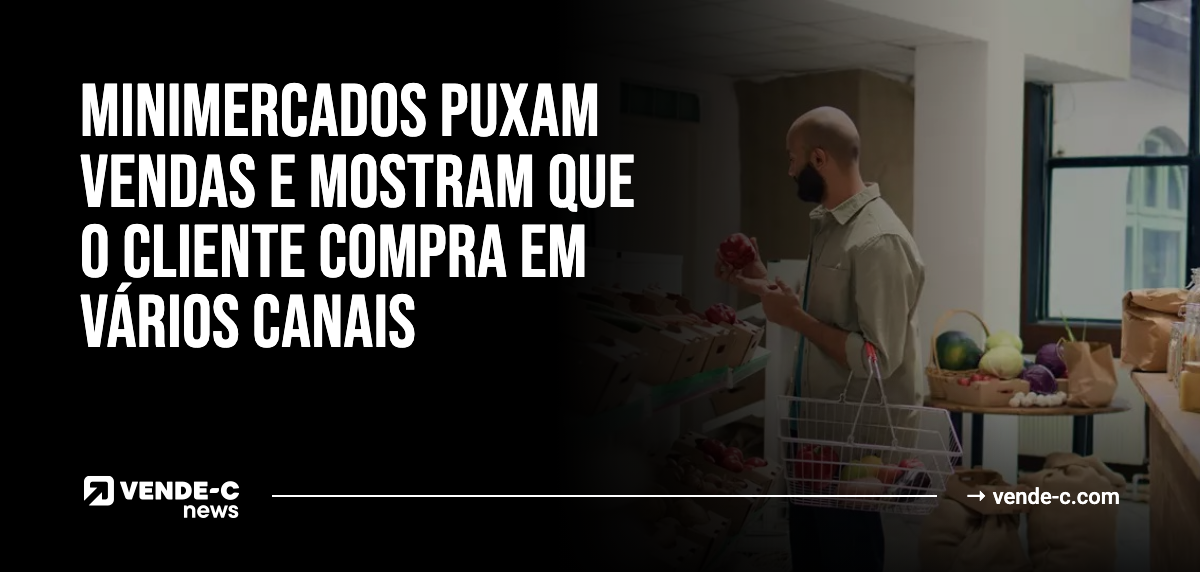 MINIMERCADOS PUXAM
VENDAS E MOSTRAM QUE
O CLIENTE COMPRA EM
VÁRIOS CANAIS
VENDE-C
news
→ vende-c.com